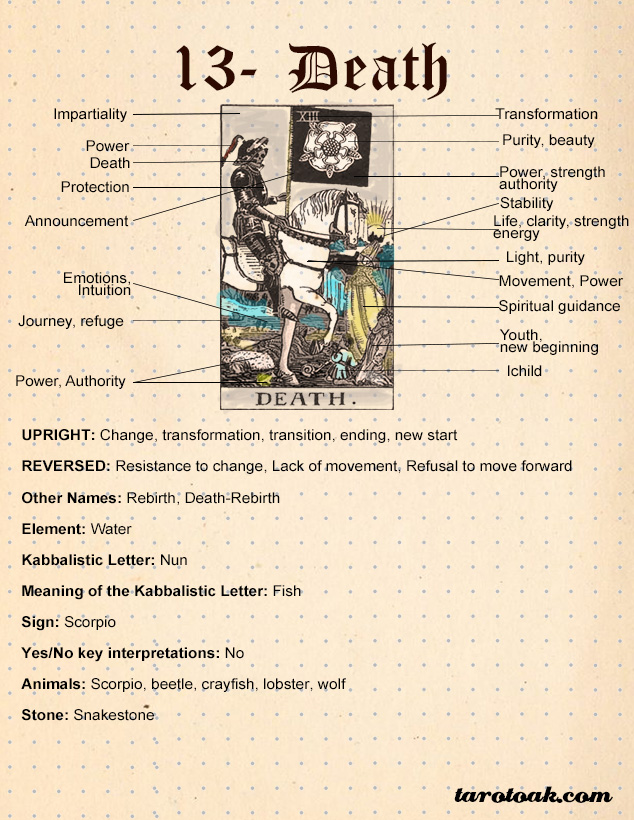 13- Death
Impartiality
Power
Death
Protection
Announcement
Emotions,
Intuition
Journey, refuge
Power, Authority
XIII
Transformation
Purity, beauty
Power, strength
authority
Stability
Life, clarity, strength
energy
Light, purity
Movement, Power
Spiritual guidance
Youth,
new beginning
Ichild
DEATH.
UPRIGHT: Change, transformation, transition, ending, new start
REVERSED: Resistance to change, Lack of movement, Refusal to move forward
Other Names: Rebirth, Death-Rebirth
Element: Water
Kabbalistic Letter: Nun
Meaning of the Kabbalistic Letter: Fish
Sign: Scorpio
Yes/No key interpretations: No
Animals: Scorpio, beetle, crayfish, lobster, wolf
Stone: Snakestone
tarotoak.com